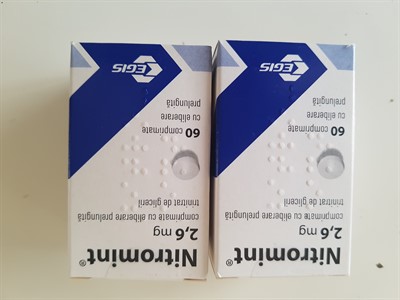 Nitromint®
2,6 mg
comprimate cu eliberare prelungită
trinitrat de gliceril
60 comprimate
cu eliberare
prelungită
EGIS
Nitromint®
2,6 mg
comprimate cu eliberare prelungită
trinitrat de gliceril
60 comprimate
cu eliberare
prelungită
EGIS